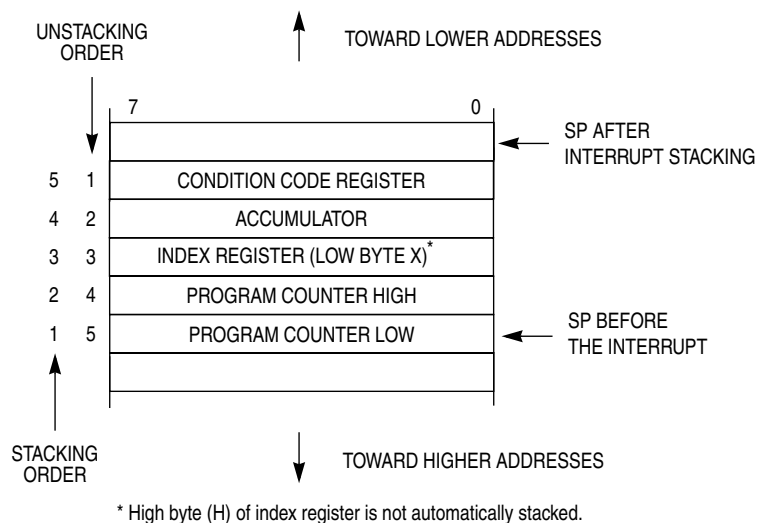 UNSTACKING
ORDER
TOWARD LOWER ADDRESSES
7 0
SP AFTER
INTERRUPT STACKING
5 1 CONDITION CODE REGISTER
4 2 ACCUMULATOR
3 3 INDEX REGISTER (LOW BYTE X)*
2 4 PROGRAM COUNTER HIGH
1 5 PROGRAM COUNTER LOW
SP BEFORE
THE INTERRUPT
STACKING
ORDER
TOWARD HIGHER ADDRESSES
* High byte (H) of index register is not automatically stacked.